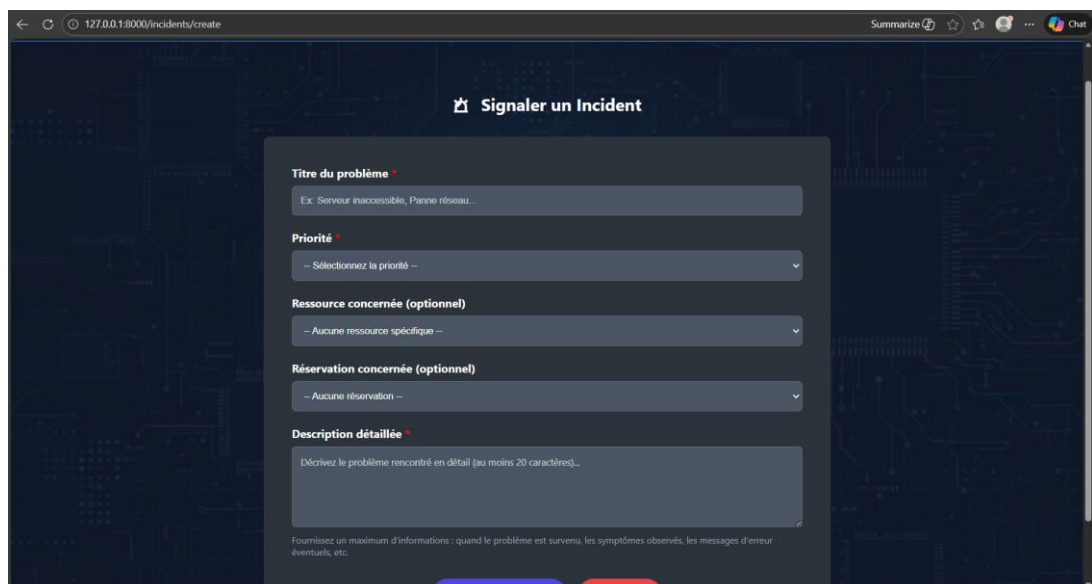 127.0.0.1:8000/incidents/create
Summarize
Chat
Signaler un Incident
Titre du problème *
Ex: Serveur inaccessible, Panne réseau...
Priorité *
-- Sélectionnez la priorité --
Ressource concernée (optionnel)
-- Aucune ressource spécifique --
Réservation concernée (optionnel)
-- Aucune réservation --
Description détaillée *
Décrivez le problème rencontré en détail (au moins 20 caractères)...
Fournissez un maximum d'informations : quand le problème est survenu, les symptômes observés, les messages d'erreur
éventuels, etc.